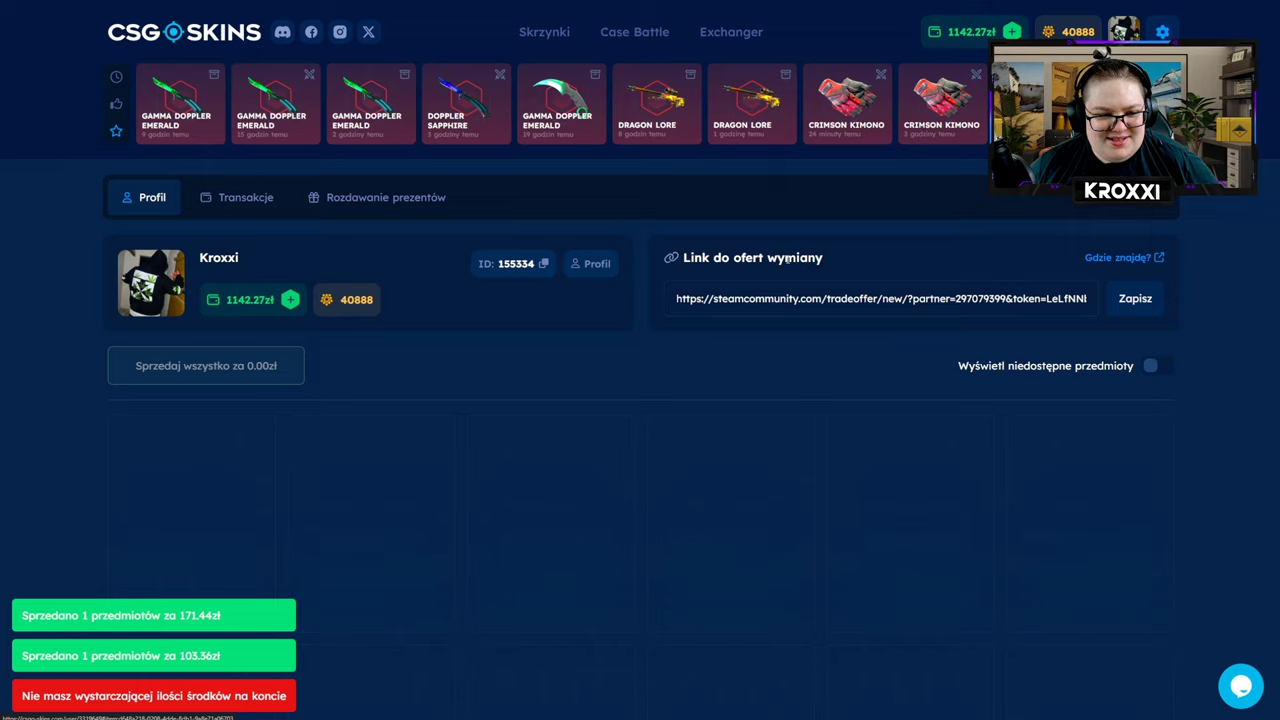 CSG SKINS
Skrzynki
Case Battle
Exchanger
1142.27zł
40888
GAMMA DOPPLER
EMERALD
9 godzin temu
GAMMA DOPPLER
EMERALD
15 godzin temu
GAMMA DOPPLER
EMERALD
2 godziny temu
DOPPLER
SAPPHIRE
3 godziny temu
GAMMA DOPPLER
EMERALD
19 godzin temu
DRAGON LORE
8 godzin temu
DRAGON LORE
1 godzinę temu
CRIMSON KIMONO
24 minuty temu
CRIMSON KIMONO
3 godziny temu
KROXXI
Profil
Transakcje
Rozdawanie prezentów
Kroxxi
ID: 155334
Profil
1142.27zł
40888
Link do ofert wymiany
Gdzie znajdę?
https://steamcommunity.com/tradeoffer/new/?partner=297079399&token=LeLfNN
Zapisz
Sprzedaj wszystko za 0.00zł
Wyświetl niedostępne przedmioty
Sprzedano 1 przedmiotów za 171.44zł
Sprzedano 1 przedmiotów za 103.36zł
Nie masz wystarczającej ilości środków na koncie